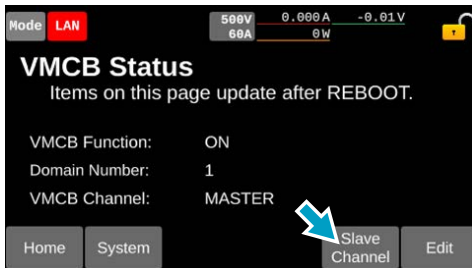 Mode LAN 500V 0.000A -0.01V
60A 0W
VMCB Status
Items on this page update after REBOOT.
VMCB Function: ON
Domain Number: 1
VMCB Channel: MASTER
Home System Slave Channel Edit